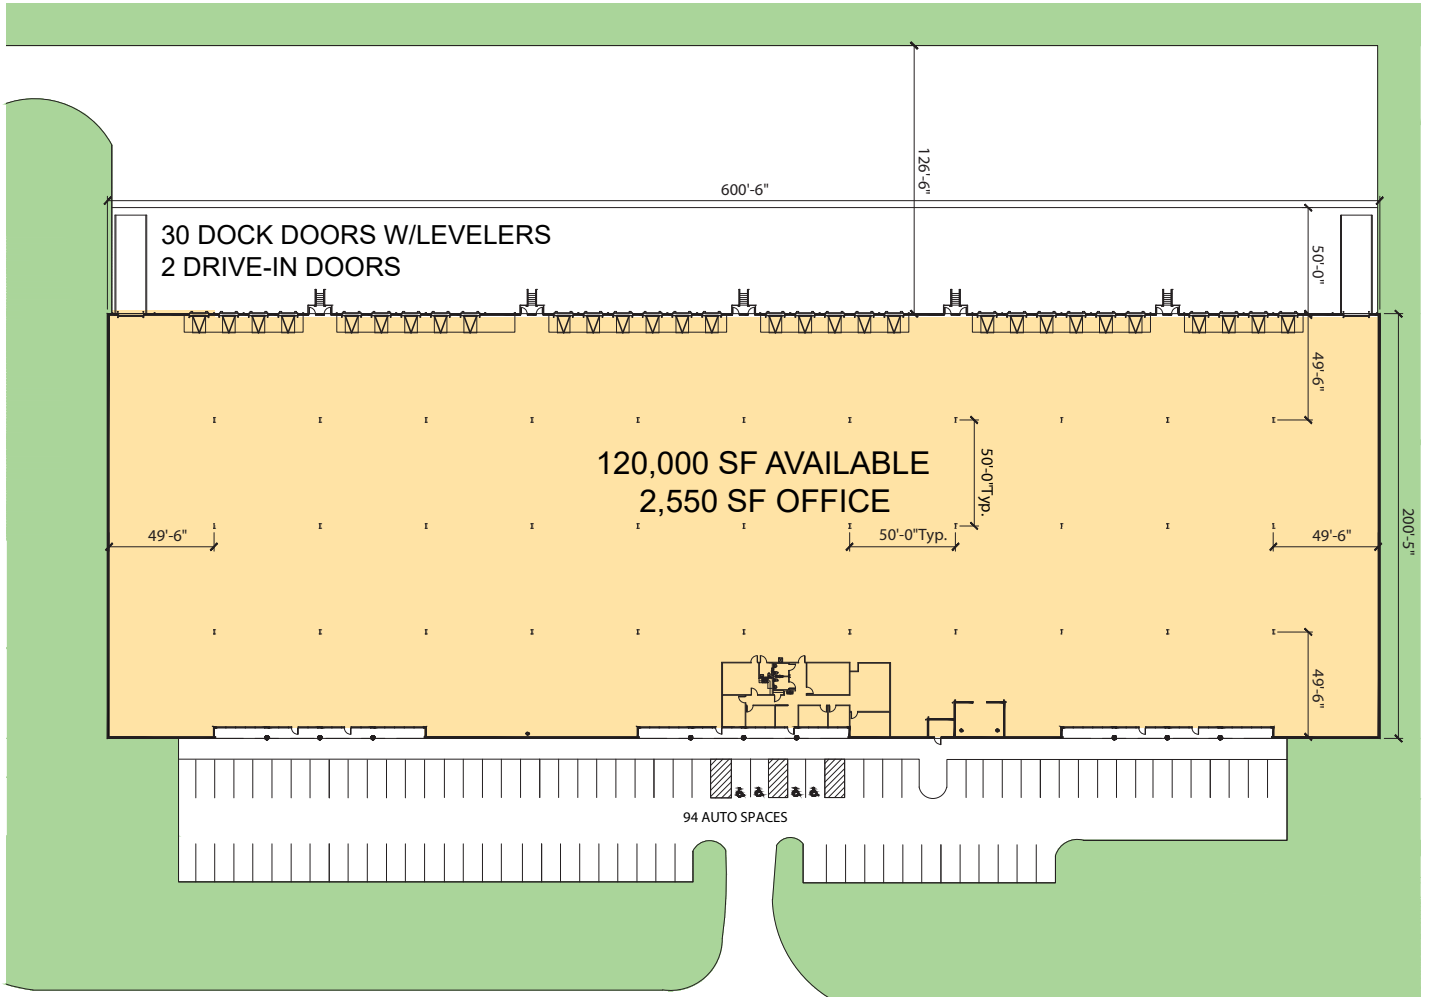 126'-6"
600'-6"
30 DOCK DOORS W/LEVELERS
2 DRIVE-IN DOORS
50'-0"
49'-6"
120,000 SF AVAILABLE
2,550 SF OFFICE
50'-0"Typ.
49'-6"
50'-0"Typ.
49'-6"
200'-5"
49'-6"
94 AUTO SPACES